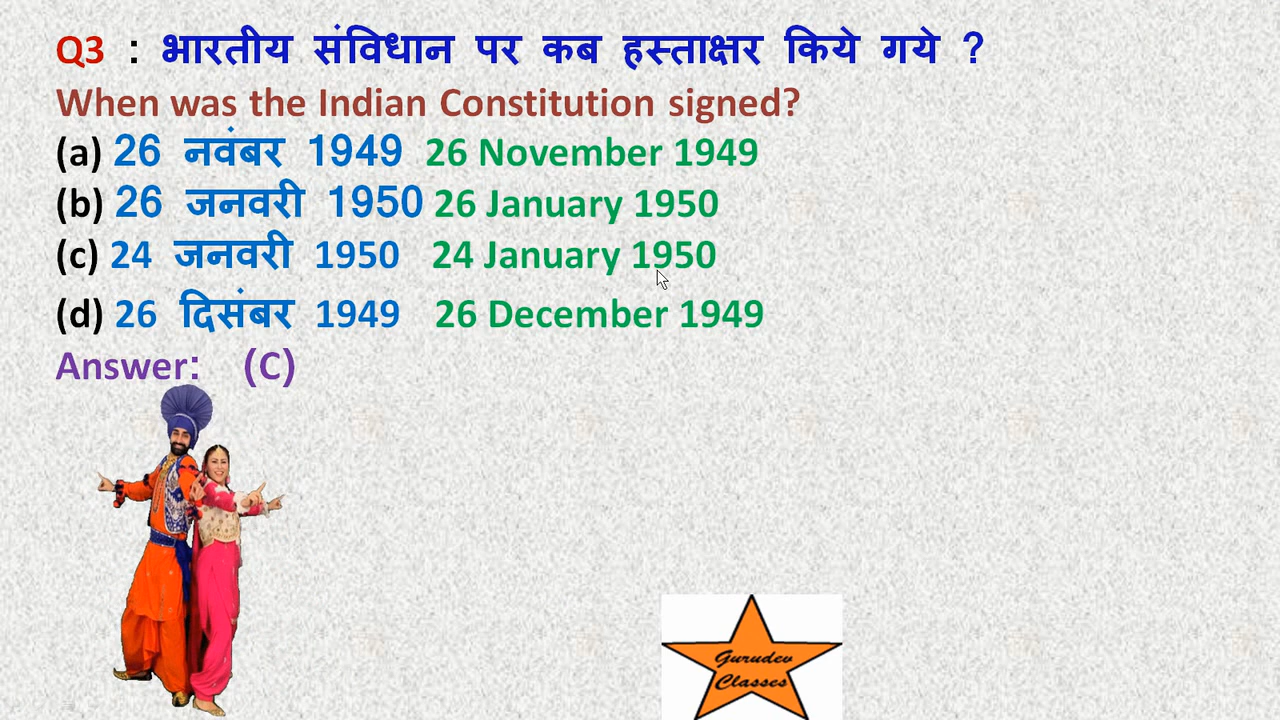 Q3 : भारतीय संविधान पर कब हस्ताक्षर किये गये ?
When was the Indian Constitution signed?
(a) 26 नवंबर 1949 26 November 1949
(b) 26 जनवरी 1950 26 January 1950
(c) 24 जनवरी 1950 24 January 1950
(d) 26 दिसंबर 1949 26 December 1949
Answer: (C)
Gurudev
Classes